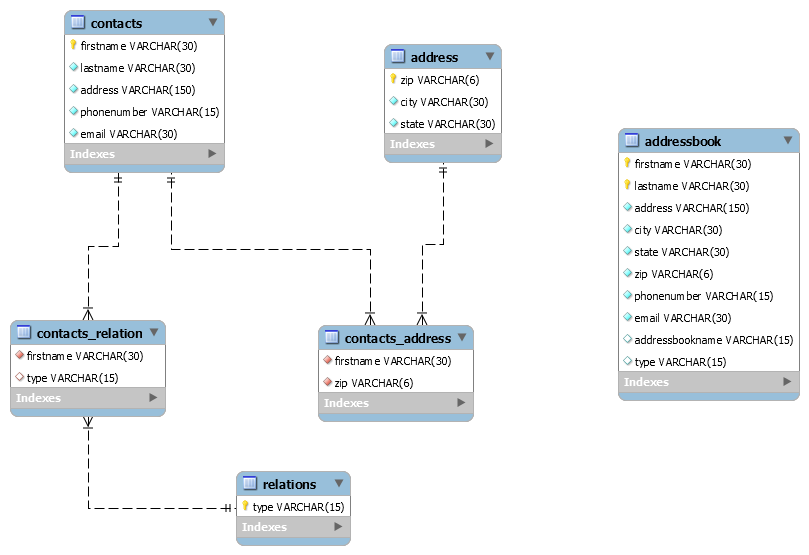 contacts
firstname VARCHAR(30)
lastname VARCHAR(30)
address VARCHAR(150)
phonenumber VARCHAR(15)
email VARCHAR(30)
Indexes
address
zip VARCHAR(6)
city VARCHAR(30)
state VARCHAR(30)
Indexes
addressbook
firstname VARCHAR(30)
lastname VARCHAR(30)
address VARCHAR(150)
city VARCHAR(30)
state VARCHAR(30)
zip VARCHAR(6)
phonenumber VARCHAR(15)
email VARCHAR(30)
addressbookname VARCHAR(15)
type VARCHAR(15)
Indexes
contacts_relation
firstname VARCHAR(30)
type VARCHAR(15)
Indexes
contacts_address
firstname VARCHAR(30)
zip VARCHAR(6)
Indexes
relations
type VARCHAR(15)
Indexes